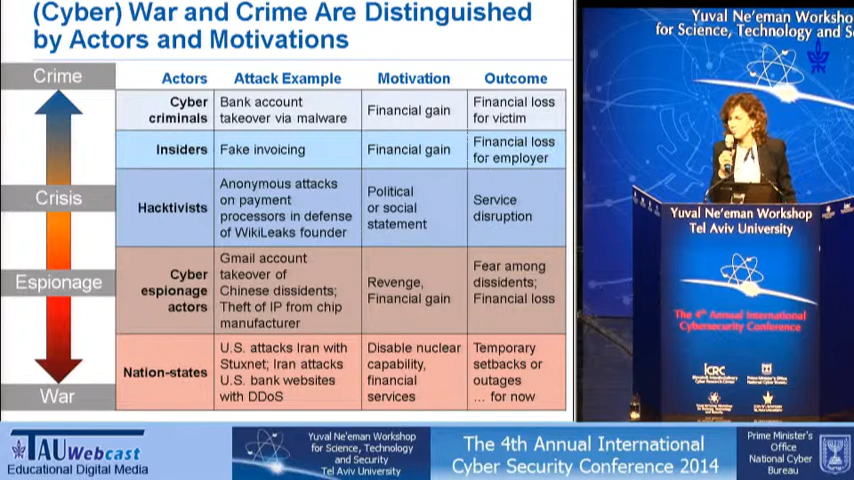 (Cyber) War and Crime Are Distinguished
by Actors and Motivations
Crime
Crisis
Espionage
War
Actors Attack Example Motivation Outcome
Cyber
criminals
Bank account
takeover via malware
Financial gain
Financial loss
for victim
Insiders
Fake invoicing
Financial gain
Financial loss
for employer
Hacktivists
Anonymous attacks
on payment
processors in defense
of WikiLeaks founder
Political
or social
statement
Service
disruption
Cyber
espionage
actors
Gmail account
takeover of
Chinese dissidents;
Theft of IP from chip
manufacturer
Revenge,
Financial gain
Fear among
dissidents;
Financial loss
Nation-states
U.S. attacks Iran with
Stuxnet; Iran attacks
U.S. bank websites
with DDoS
Disable nuclear
capability,
financial
services
Temporary
setbacks or
outages
... for now
Yuval Ne'eman Worksho
for Science, Technology and S
Yuval Ne'eman Workshop
Tel Aviv University
The 4th Annual International
Cybersecurity Conference
ICRC
TAU Webcast
Educational Digital Media
Yuval Ne'eman Workshop
for Science, Technology
and Security
Tel Aviv University
The 4th Annual International
Cyber Security Conference 2014
Prime Minister's
Office
National Cyber
Bureau